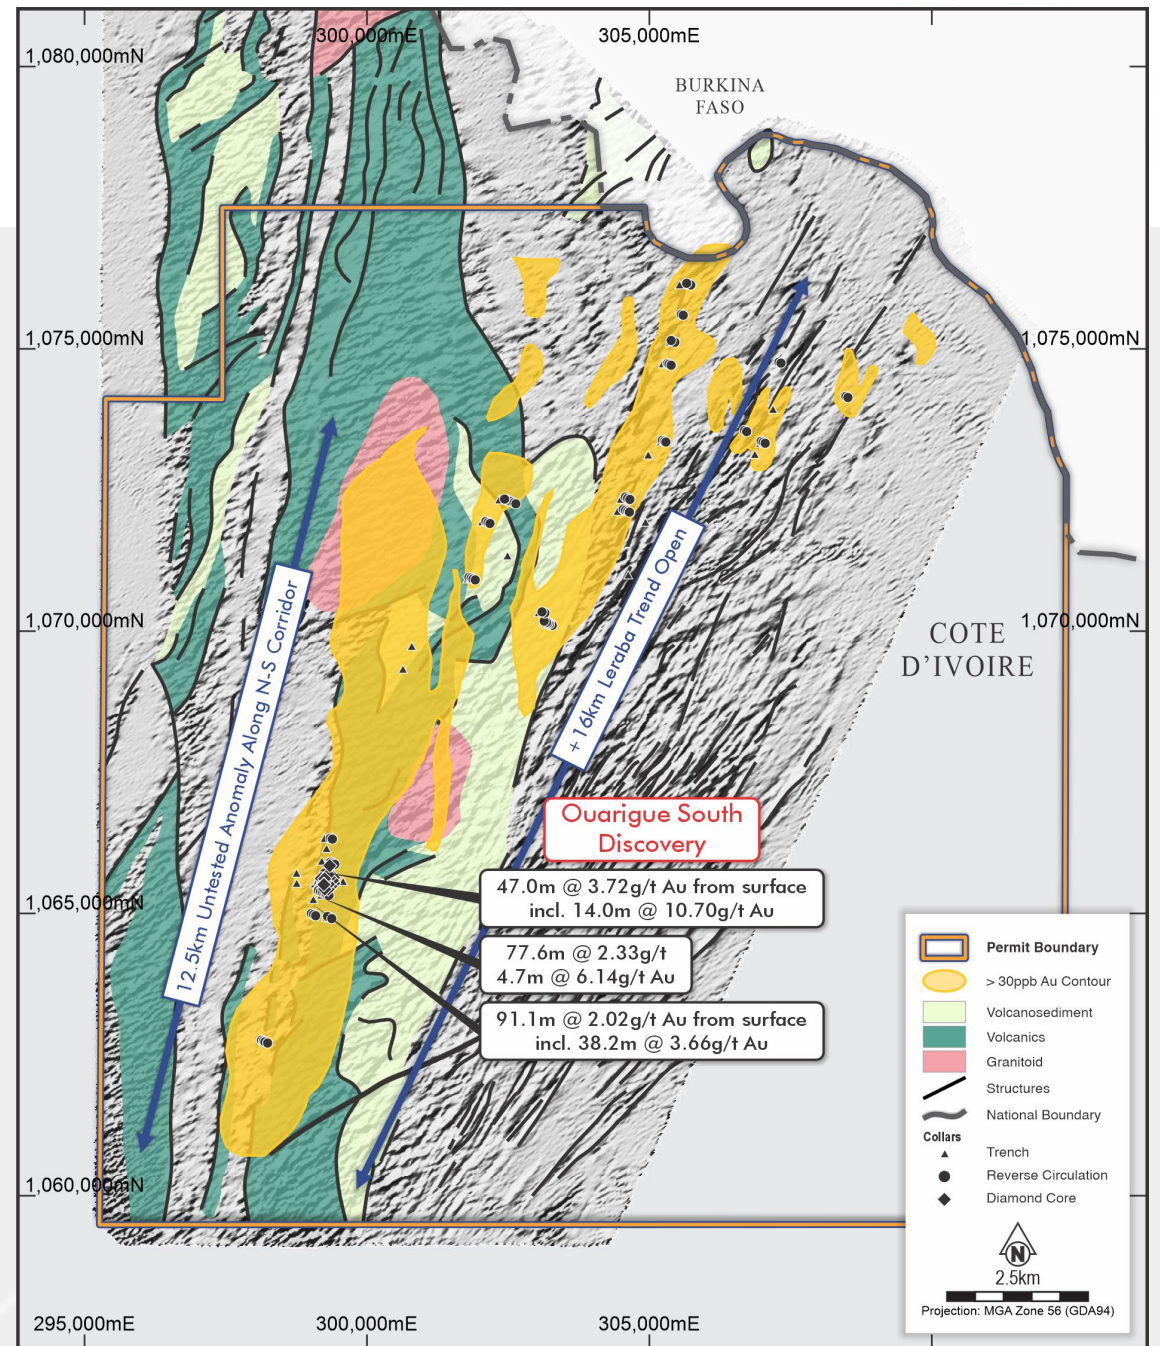 300,000mE
305,000mE
1,080,000mN
BURKINA
FASO
1,075,000mN
1,075,000mN
1,070,000mN
1,070,000mN
COTE
D'IVOIRE
12.5km Untested Anomaly Along N-S Corridor
+16km Leraba Trend Open
Ouarigue South
Discovery
47.0m @ 3.72g/t Au from surface
incl. 14.0m @ 10.70g/t Au
1,065,000mN
77.6m @ 2.33g/t
4.7m @ 6.14g/t Au
91.1m @ 2.02g/t Au from surface
incl. 38.2m @ 3.66g/t Au
1,060,000mN
Permit Boundary
> 30ppb Au Contour
Volcanosediment
Volcanics
Granitoid
Structures
National Boundary
Collars
Trench
Reverse Circulation
Diamond Core
N
2.5km
Projection: MGA Zone 56 (GDA94)
295,000mE
300,000mE
305,000mE